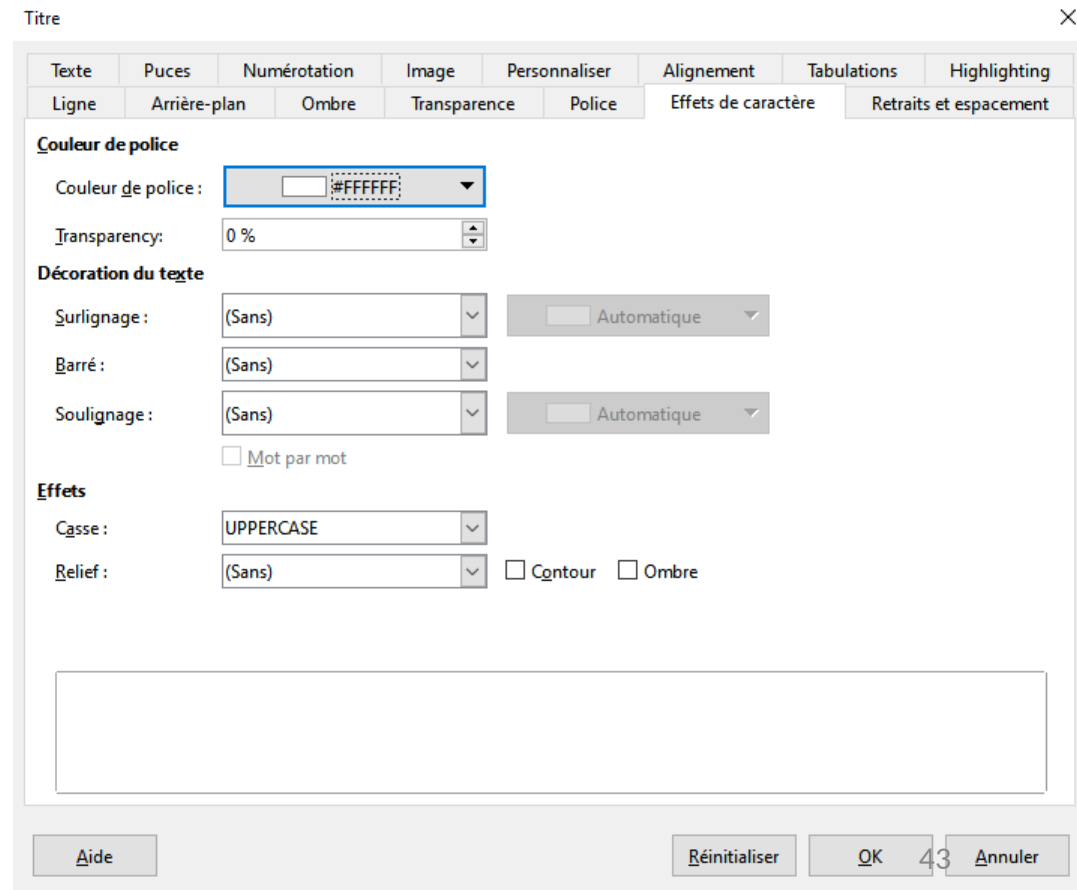 Titre
Texte Puces Numérotation Image Personnaliser Alignement Tabulations Highlighting
Ligne Arrière-plan Ombre Transparence Police Effets de caractère Retraits et espacement
Couleur de police
Couleur de police : #FFFFFF
Transparency: 0 %
Décoration du texte
Surlignage : (Sans) Automatique
Barré : (Sans)
Soulignage : (Sans) Automatique
Mot par mot
Effets
Casse : UPPERCASE
Relief : (Sans) Contour Ombre
Aide Réinitialiser OK 43 Annuler